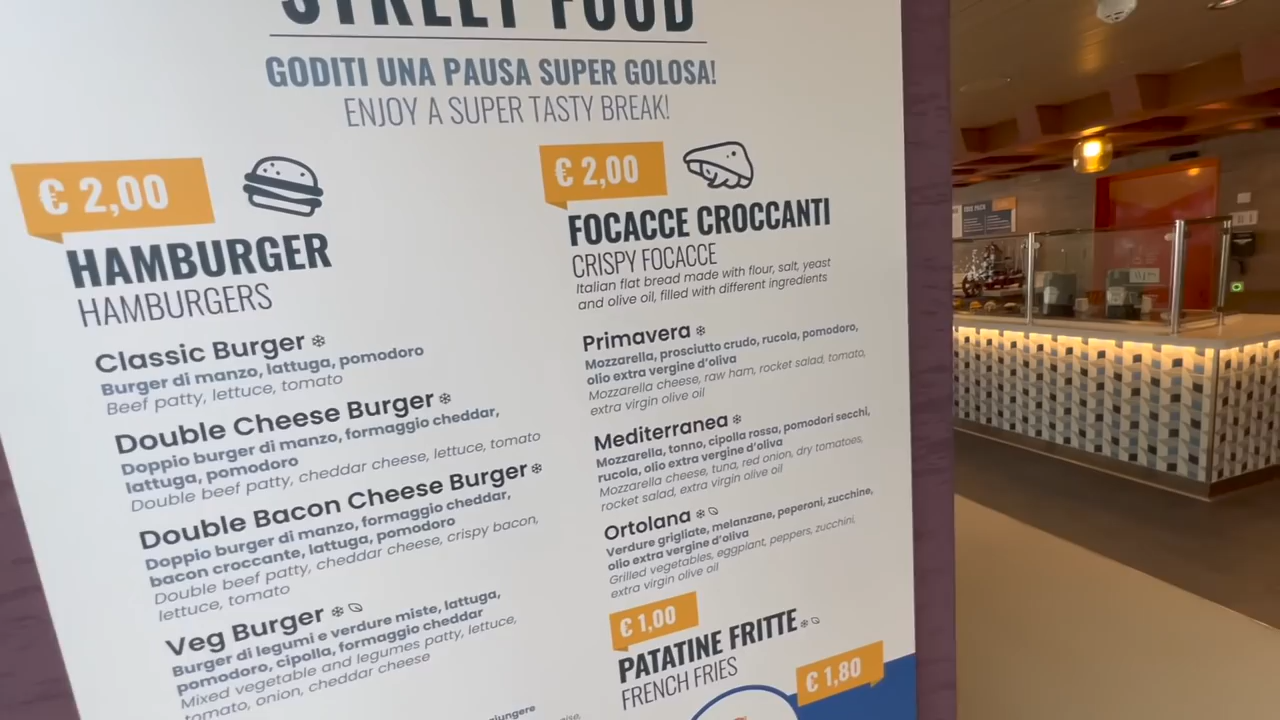 STREET FOOD
GODITI UNA PAUSA SUPER GOLOSA!
ENJOY A SUPER TASTY BREAK!
€ 2,00
HAMBURGER
HAMBURGERS
Classic Burger
Burger di manzo, lattuga, pomodoro
Beef patty, lettuce, tomato
Double Cheese Burger
Doppio burger di manzo, formaggio cheddar,
lattuga, pomodoro
Double beef patty, cheddar cheese, lettuce, tomato
Double Bacon Cheese Burger
Doppio burger di manzo, formaggio cheddar,
bacon croccante, lattuga, pomodoro
Double beef patty, cheddar cheese, crispy bacon,
lettuce, tomato
Veg Burger
Burger di legumi e verdure miste, lattuga,
pomodoro, cipolla, formaggio cheddar
Mixed vegetable and legumes patty, lettuce,
tomato, onion, cheddar cheese
€ 2,00
FOCACCE CROCCANTI
CRISPY FOCACCE
Italian flat bread made with flour, salt, yeast
and olive oil, filled with different ingredients
Primavera
Mozzarella, prosciutto crudo, rucola, pomodoro,
olio extra vergine d'oliva
Mozzarella cheese, raw ham, rocket salad, tomato,
extra virgin olive oil
Mediterranea
Mozzarella, tonno, cipolla rossa, pomodori secchi,
rucola, olio extra vergine d'oliva
Mozzarella cheese, tuna, red onion, dry tomatoes,
rocket salad, extra virgin olive oil
Ortolana
Verdure grigliate, melanzane, peperoni, zucchine,
olio extra vergine d'oliva
Grilled vegetables, eggplant, peppers, zucchini,
extra virgin olive oil
€ 1,00
PATATINE FRITTE
FRENCH FRIES
€ 1,80